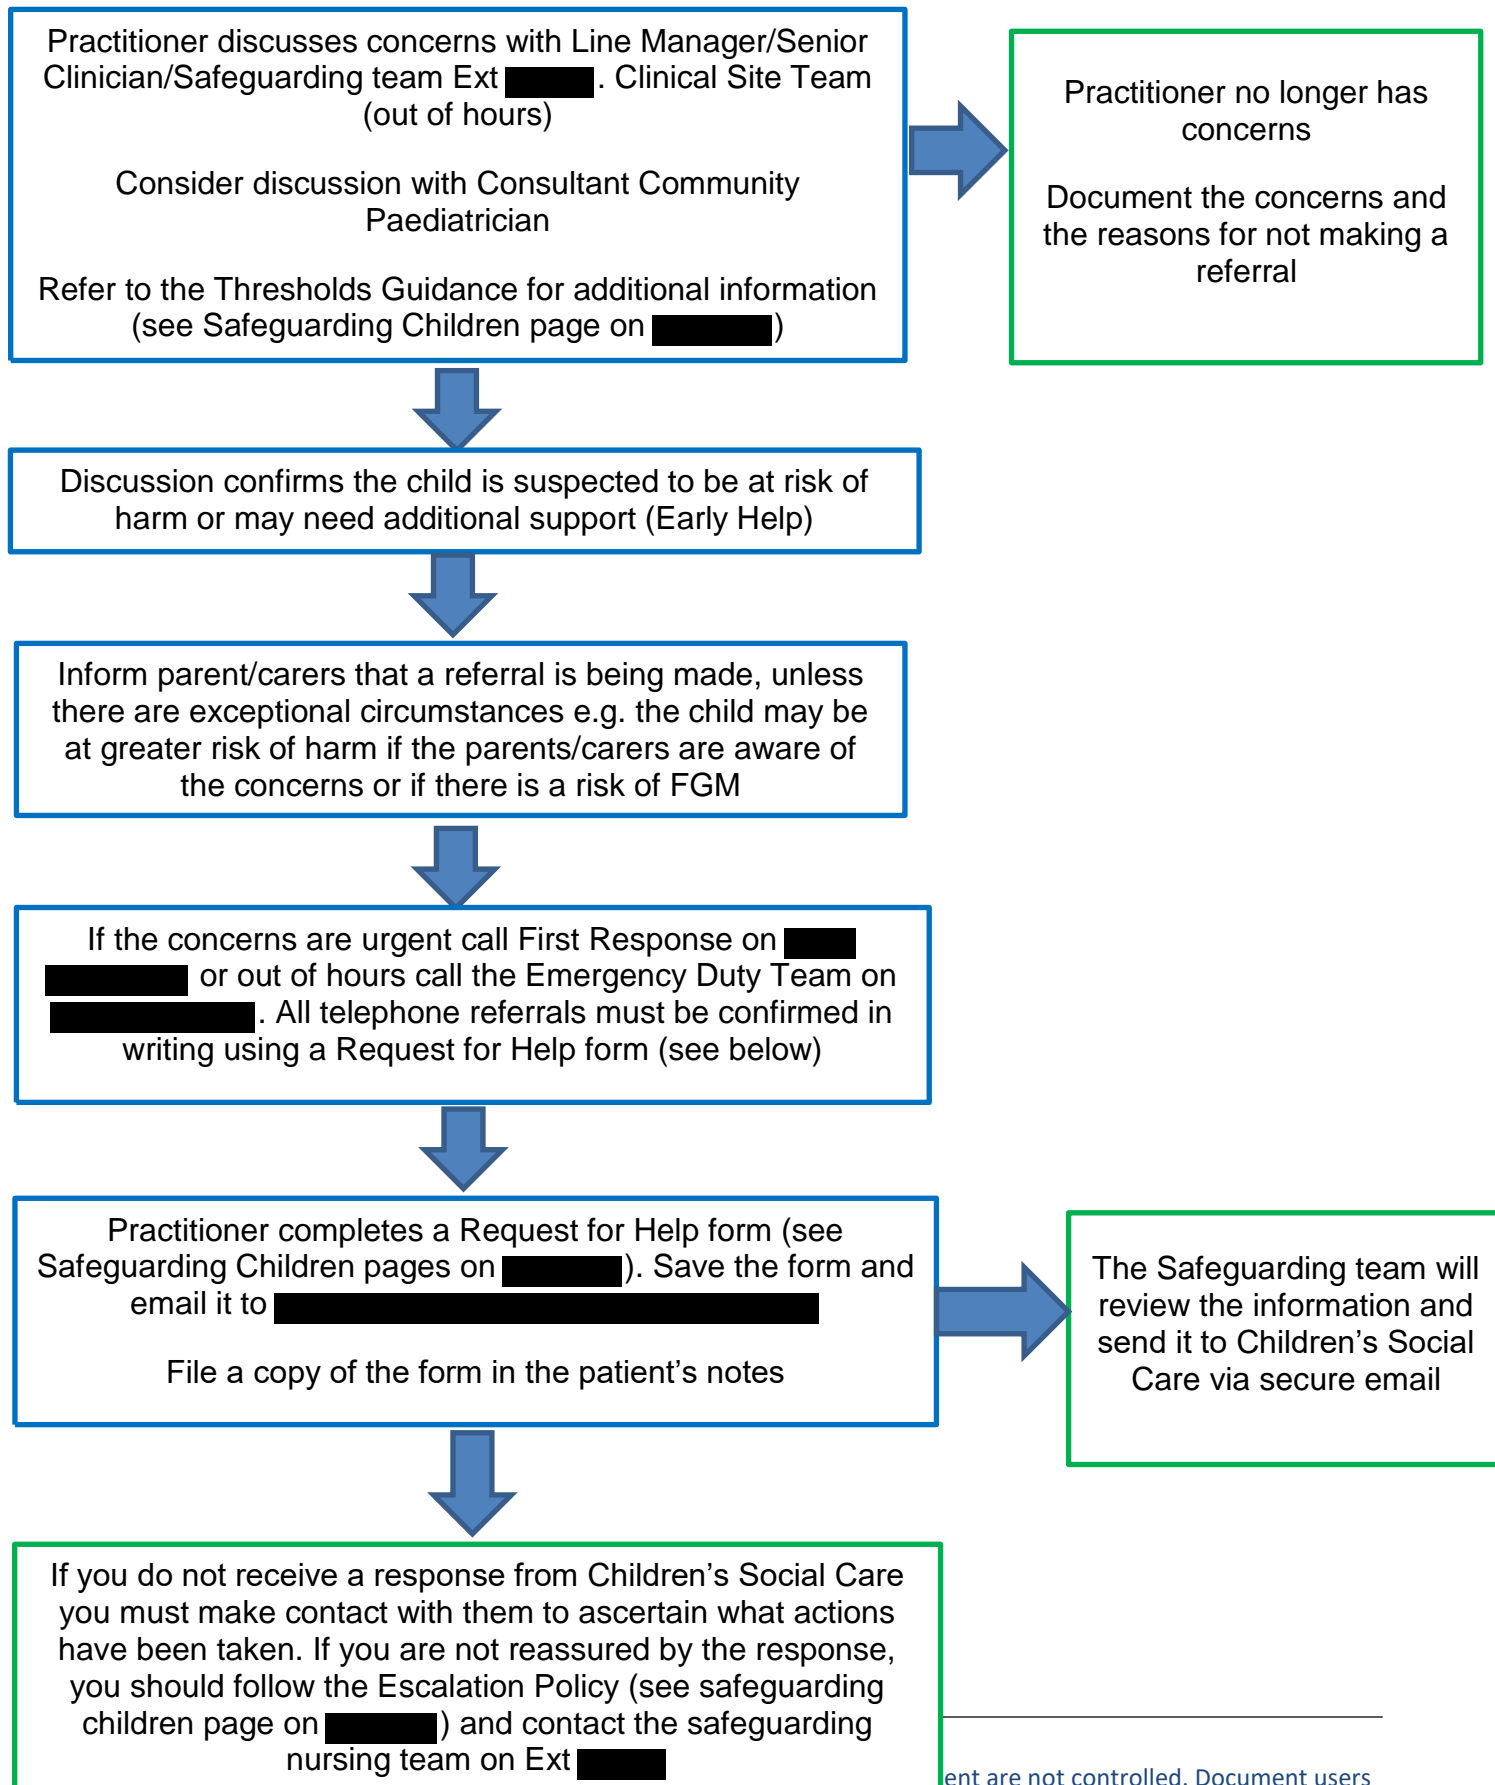 Practitioner discusses concerns with Line Manager/Senior
Clinician/Safeguarding team Ext . Clinical Site Team
(out of hours)
Consider discussion with Consultant Community
Paediatrician
Refer to the Thresholds Guidance for additional information
(see Safeguarding Children page on )
Practitioner no longer has
concerns
Document the concerns and
the reasons for not making a
referral
Discussion confirms the child is suspected to be at risk of
harm or may need additional support (Early Help)
Inform parent/carers that a referral is being made, unless
there are exceptional circumstances e.g. the child may be
at greater risk of harm if the parents/carers are aware of
the concerns or if there is a risk of FGM
If the concerns are urgent call First Response on
or out of hours call the Emergency Duty Team on
. All telephone referrals must be confirmed in
writing using a Request for Help form (see below)
Practitioner completes a Request for Help form (see
Safeguarding Children pages on ). Save the form and
email it to
File a copy of the form in the patient’s notes
The Safeguarding team will
review the information and
send it to Children’s Social
Care via secure email
If you do not receive a response from Children’s Social Care
you must make contact with them to ascertain what actions
have been taken. If you are not reassured by the response,
you should follow the Escalation Policy (see safeguarding
children page on ) and contact the safeguarding
nursing team on Ext
ent are not controlled. Document users